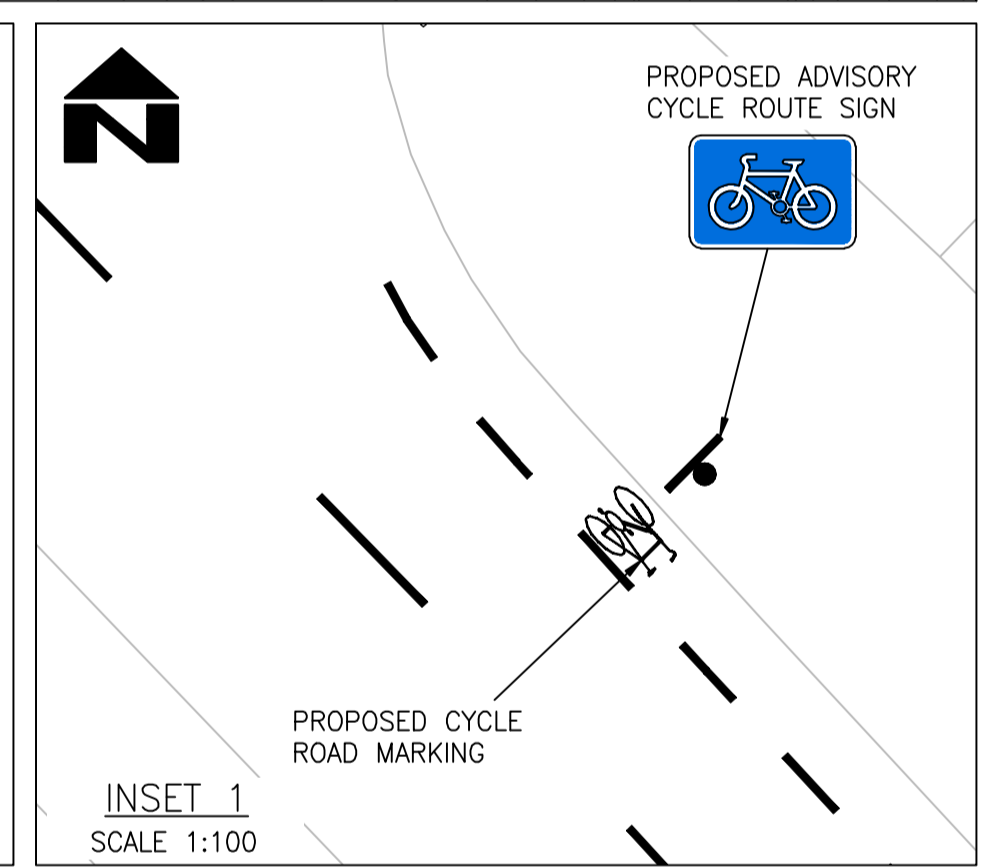 N
PROPOSED ADVISORY
CYCLE ROUTE SIGN
PROPOSED CYCLE
ROAD MARKING
INSET 1
SCALE 1:100